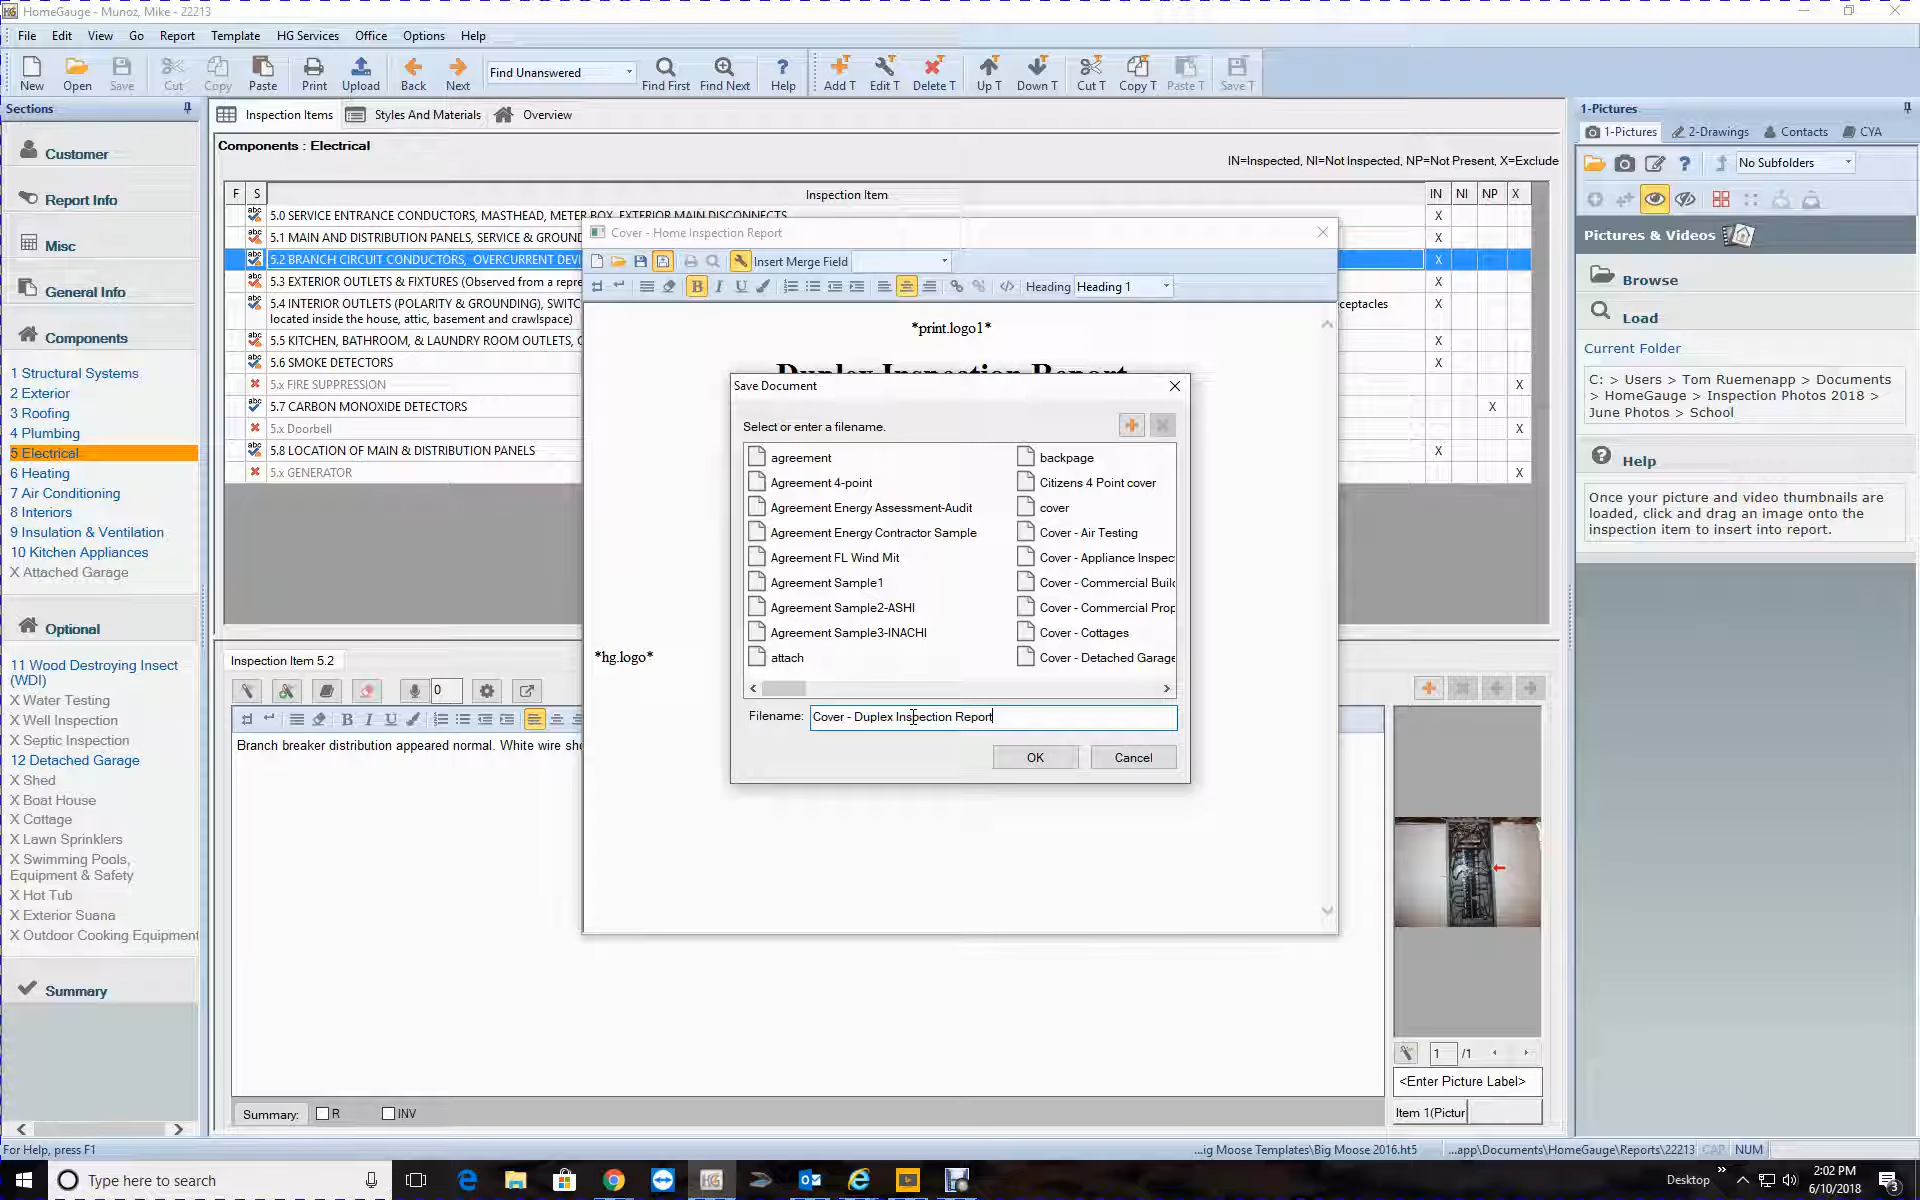 HomeGauge - Munoz, Mike - 22213
File Edit View Go Report Template HG Services Office Options Help
New Open Save Cut Copy Paste Print Upload Back Next Find Unanswered Find First Find Next Help Add T Edit T Delete T Up T Down T Cut T Copy T Paste T Save T
Sections
Customer
Report Info
Misc
General Info
Components
1 Structural Systems
2 Exterior
3 Roofing
4 Plumbing
5 Electrical
6 Heating
7 Air Conditioning
8 Interiors
9 Insulation & Ventilation
10 Kitchen Appliances
X Attached Garage
Optional
11 Wood Destroying Insect
(WDI)
X Water Testing
X Well Inspection
X Septic Inspection
12 Detached Garage
X Shed
X Boat House
X Cottage
X Lawn Sprinklers
X Swimming Pools,
Equipment & Safety
X Hot Tub
X Exterior Suana
X Outdoor Cooking Equipment
Summary
Inspection Items Styles And Materials Overview
Components : Electrical
IN=Inspected, NI=Not Inspected, NP=Not Present, X=Exclude
F S Inspection Item IN NI NP X
5.0 SERVICE ENTRANCE CONDUCTORS, MASTHEAD, METER BOX, EXTERIOR MAIN DISCONNECTS X
5.1 MAIN AND DISTRIBUTION PANELS, SERVICE & GROUND X
5.2 BRANCH CIRCUIT CONDUCTORS, OVERCURRENT DEVI X
5.3 EXTERIOR OUTLETS & FIXTURES (Observed from a repre X
5.4 INTERIOR OUTLETS (POLARITY & GROUNDING), SWITC ceptacles X
located inside the house, attic, basement and crawlspace)
5.5 KITCHEN, BATHROOM, & LAUNDRY ROOM OUTLETS, X
5.6 SMOKE DETECTORS X
5.x FIRE SUPPRESSION X
5.7 CARBON MONOXIDE DETECTORS X
5.x Doorbell X
5.8 LOCATION OF MAIN & DISTRIBUTION PANELS X
5.x GENERATOR X
Cover - Home Inspection Report
Insert Merge Field
B I U Heading Heading 1
*print.logo1*
Duplex Inspection Report
*hg.logo*
Save Document
Select or enter a filename.
agreement
Agreement 4-point
Agreement Energy Assessment-Audit
Agreement Energy Contractor Sample
Agreement FL Wind Mit
Agreement Sample1
Agreement Sample2-ASHI
Agreement Sample3-INACHI
attach
backpage
Citizens 4 Point cover
cover
Cover - Air Testing
Cover - Appliance Inspec
Cover - Commercial Builc
Cover - Commercial Prop
Cover - Cottages
Cover - Detached Garage
Filename: Cover - Duplex Inspection Report
OK Cancel
Inspection Item 5.2
0
B I U
Branch breaker distribution appeared normal. White wire sho
Summary: R INV
1 /1
<Enter Picture Label>
Item 1(Pictur
1-Pictures
1-Pictures 2-Drawings Contacts CYA
No Subfolders
Pictures & Videos
Browse
Load
Current Folder
C: > Users > Tom Ruemenapp > Documents
> HomeGauge > Inspection Photos 2018 >
June Photos > School
Help
Once your picture and video thumbnails are
loaded, click and drag an image onto the
inspection item to insert into report.
For Help, press F1
...ig Moose Templates\Big Moose 2016.ht5 ...app\Documents\HomeGauge\Reports\22213 CAP NUM
Type here to search
Desktop
2:02 PM
6/10/2018
3